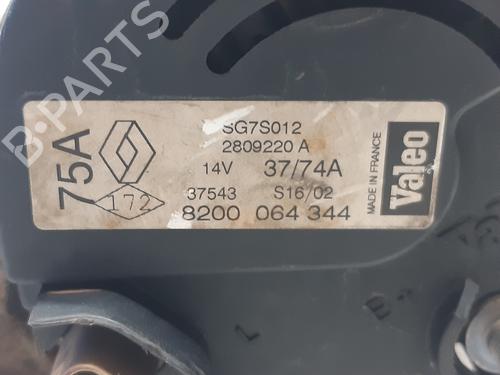 B-PARTS
75A
172
SG7S012
2809220 A
14V 37/74A
37543 S16/02
8200 064 344
MADE IN FRANCE
Valeo
L